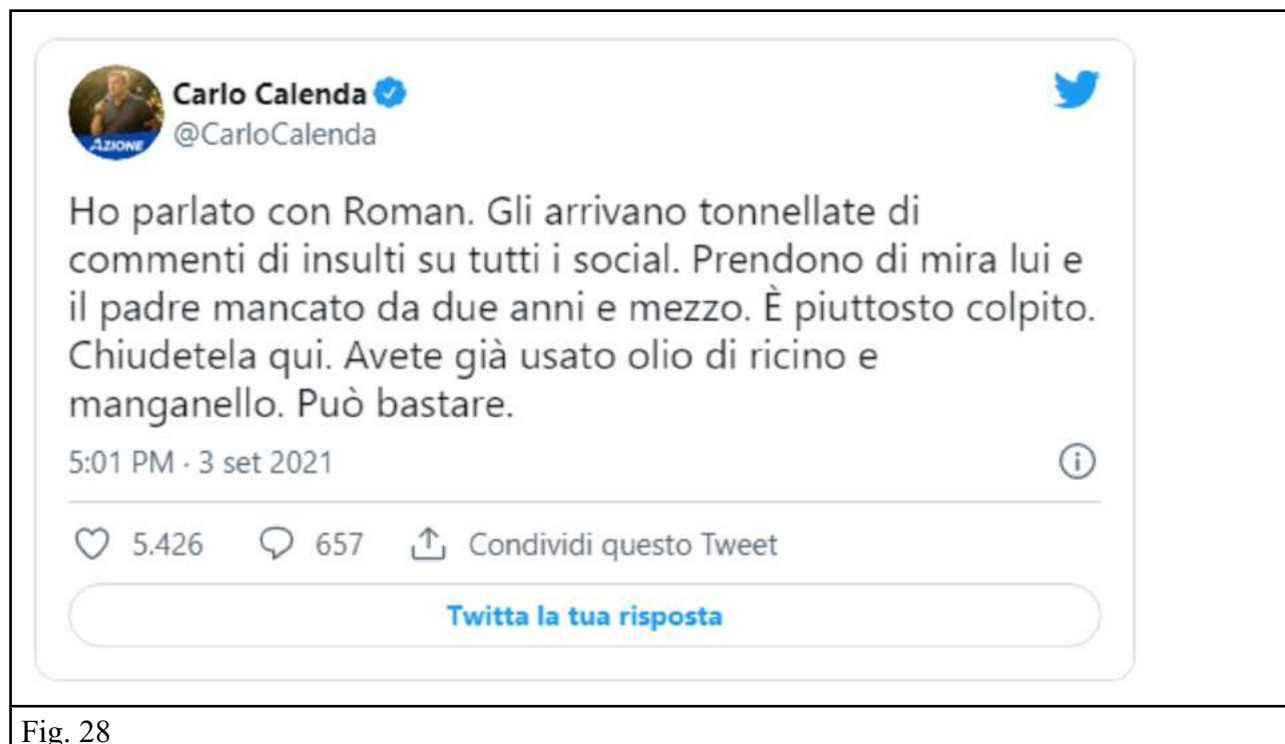 Carlo Calenda
@CarloCalenda
AZIONE
Ho parlato con Roman. Gli arrivano tonnellate di
commenti di insulti su tutti i social. Prendono di mira lui e
il padre mancato da due anni e mezzo. È piuttosto colpito.
Chiudetela qui. Avete già usato olio di ricino e
manganello. Può bastare.
5:01 PM · 3 set 2021
5.426 657 Condividi questo Tweet
Twitta la tua risposta
Fig. 28